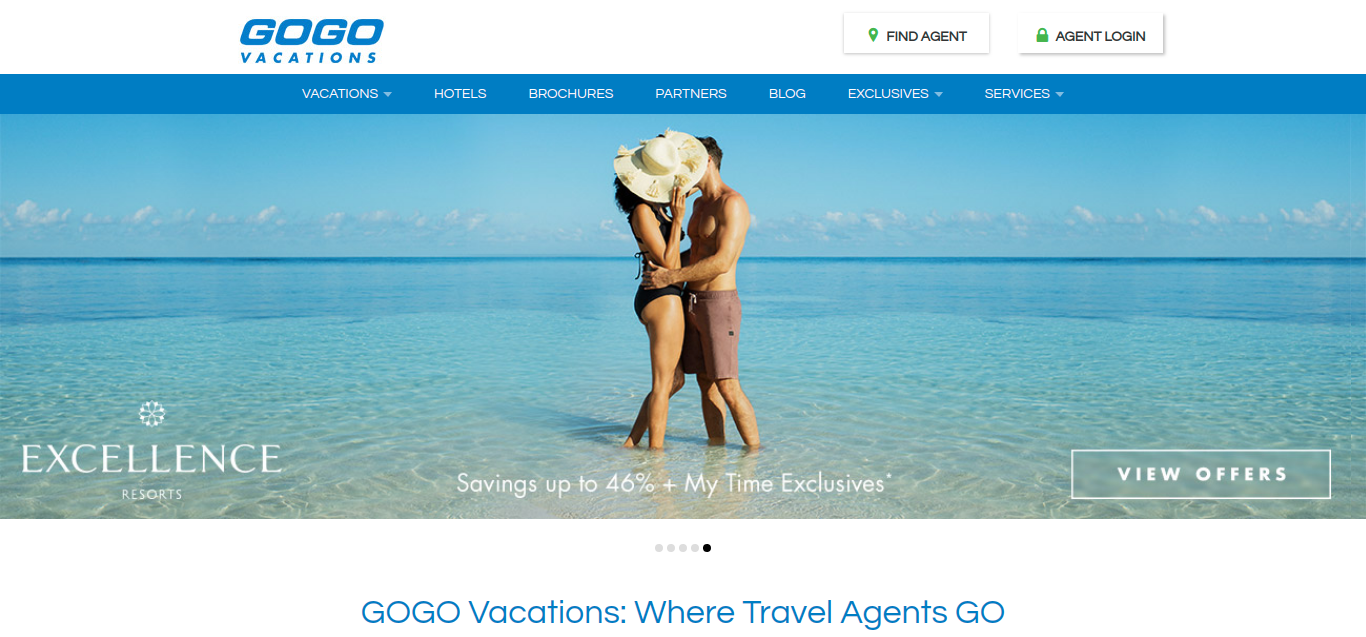 GOGO
VACATIONS
FIND AGENT
AGENT LOGIN
VACATIONS HOTELS BROCHURES PARTNERS BLOG EXCLUSIVES SERVICES
EXCELLENCE
RESORTS
Savings up to 46% + My Time Exclusives*
VIEW OFFERS
GOGO Vacations: Where Travel Agents GO